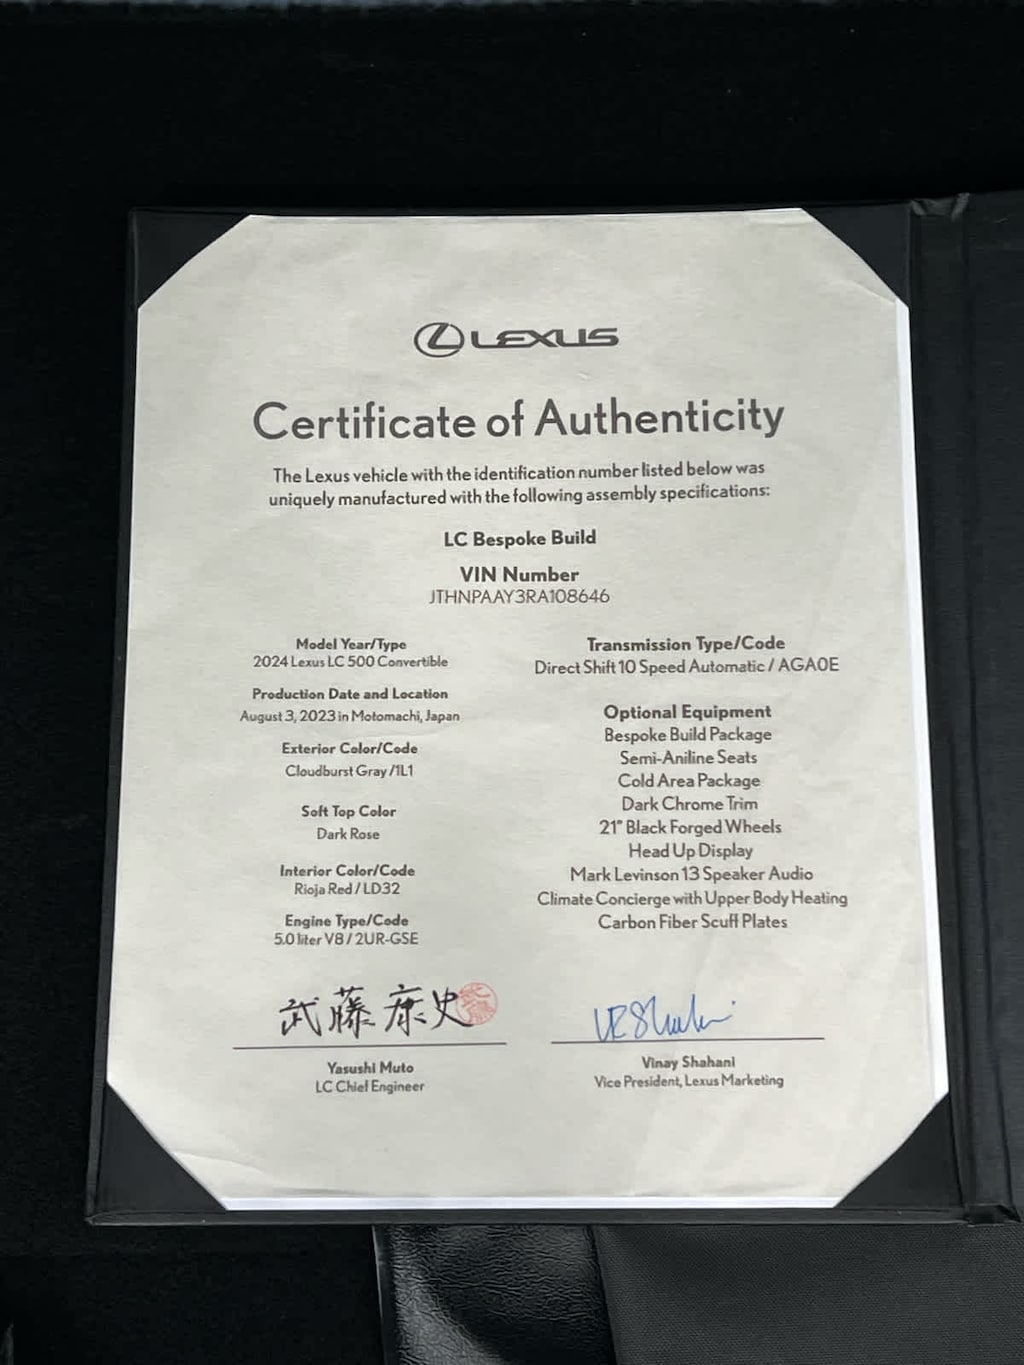 LEXUS
Certificate of Authenticity
The Lexus vehicle with the identification number listed below was
uniquely manufactured with the following assembly specifications:
LC Bespoke Build
VIN Number
JTHNPAAY3RA108646
Model Year/Type
2024 Lexus LC 500 Convertible
Production Date and Location
August 3, 2023 in Motomachi, Japan
Exterior Color/Code
Cloudburst Gray /1L1
Soft Top Color
Dark Rose
Interior Color/Code
Rioja Red / LD32
Engine Type/Code
5.0 liter V8 / 2UR-GSE
Transmission Type/Code
Direct Shift 10 Speed Automatic / AGA0E
Optional Equipment
Bespoke Build Package
Semi-Aniline Seats
Cold Area Package
Dark Chrome Trim
21" Black Forged Wheels
Head Up Display
Mark Levinson 13 Speaker Audio
Climate Concierge with Upper Body Heating
Carbon Fiber Scuff Plates
武藤康史
Yasushi Muto
LC Chief Engineer
Vinay Shahani
Vice President, Lexus Marketing